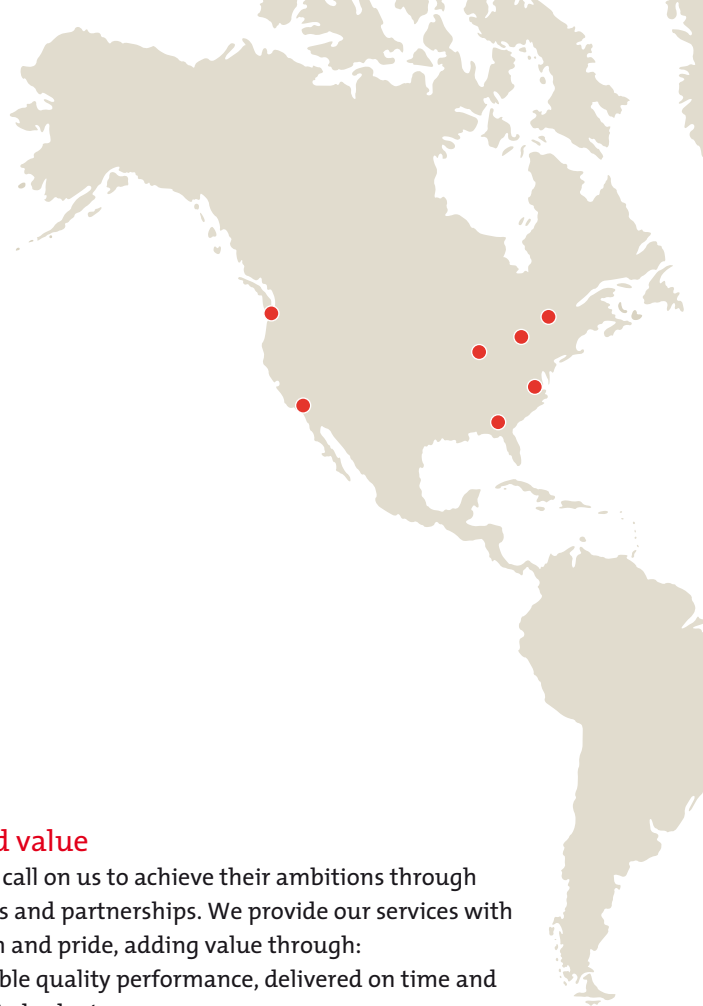 d value
call on us to achieve their ambitions through
s and partnerships. We provide our services with
n and pride, adding value through:
ble quality performance, delivered on time and